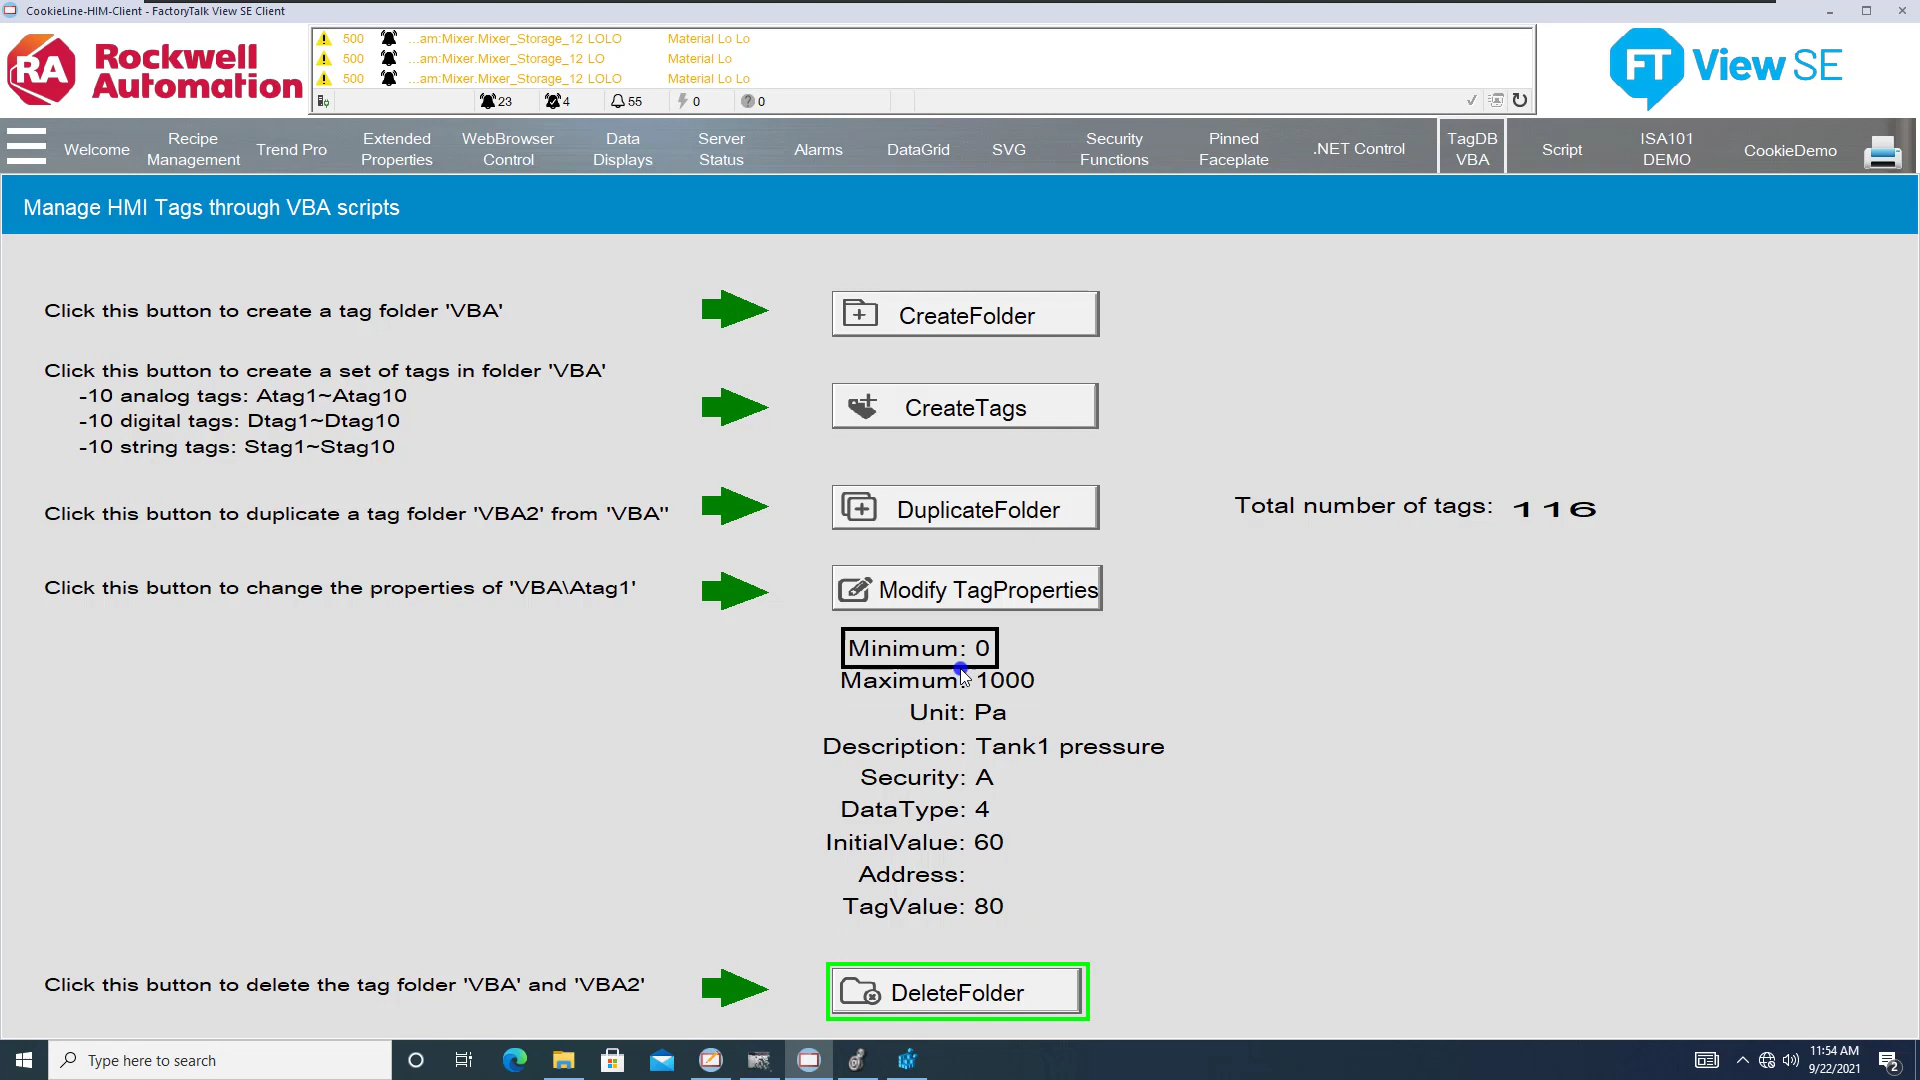 CookieLine-HIM-Client - FactoryTalk View SE Client
RA
Rockwell
Automation
500 ...am:Mixer.Mixer_Storage_12 LOLO Material Lo Lo
500 ...am:Mixer.Mixer_Storage_12 LO Material Lo
500 ...am:Mixer.Mixer_Storage_12 LOLO Material Lo Lo
23 4 55 0 0
FT View SE
Welcome
Recipe
Management
Trend Pro
Extended
Properties
WebBrowser
Control
Data
Displays
Server
Status
Alarms
DataGrid
SVG
Security
Functions
Pinned
Faceplate
.NET Control
TagDB
VBA
Script
ISA101
DEMO
CookieDemo
Manage HMI Tags through VBA scripts
Click this button to create a tag folder 'VBA'
CreateFolder
Click this button to create a set of tags in folder 'VBA'
-10 analog tags: Atag1~Atag10
-10 digital tags: Dtag1~Dtag10
-10 string tags: Stag1~Stag10
CreateTags
Click this button to duplicate a tag folder 'VBA2' from 'VBA''
DuplicateFolder
Total number of tags: 116
Click this button to change the properties of 'VBA\Atag1'
Modify TagProperties
Minimum: 0
Maximum: 1000
Unit: Pa
Description: Tank1 pressure
Security: A
DataType: 4
InitialValue: 60
Address:
TagValue: 80
Click this button to delete the tag folder 'VBA' and 'VBA2'
DeleteFolder
Type here to search
11:54 AM
9/22/2021
2